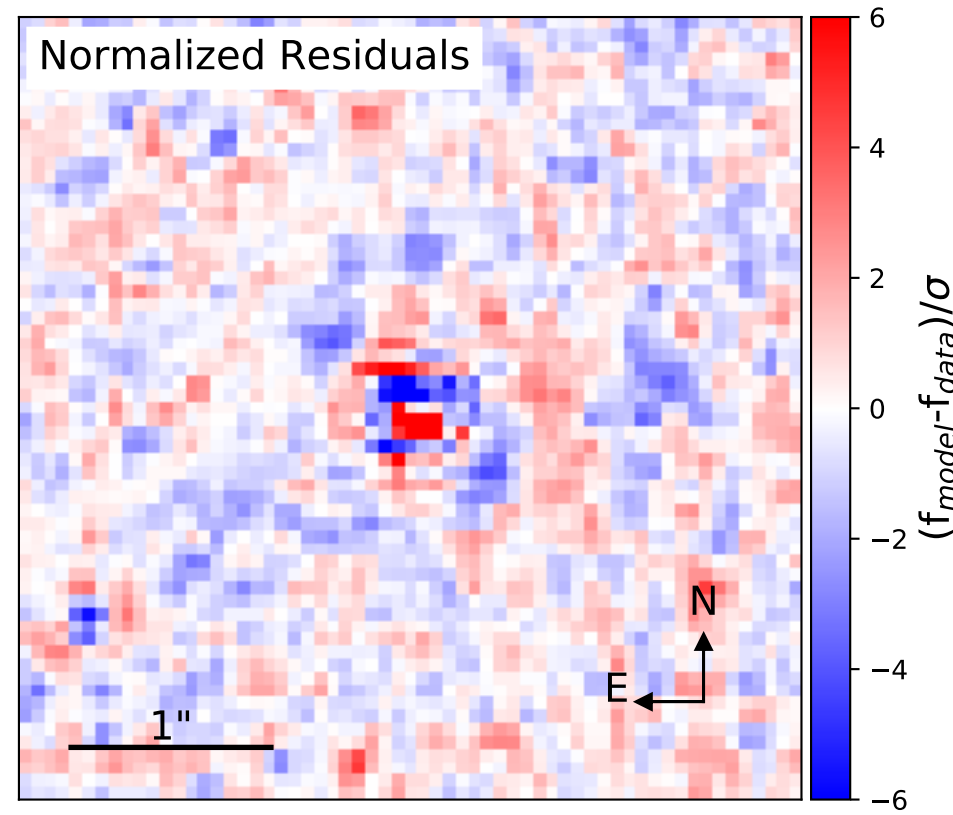 Normalized Residuals
6
4
2
0
−2
−4
−6
(f_model-f_data)/σ
N
E
1"